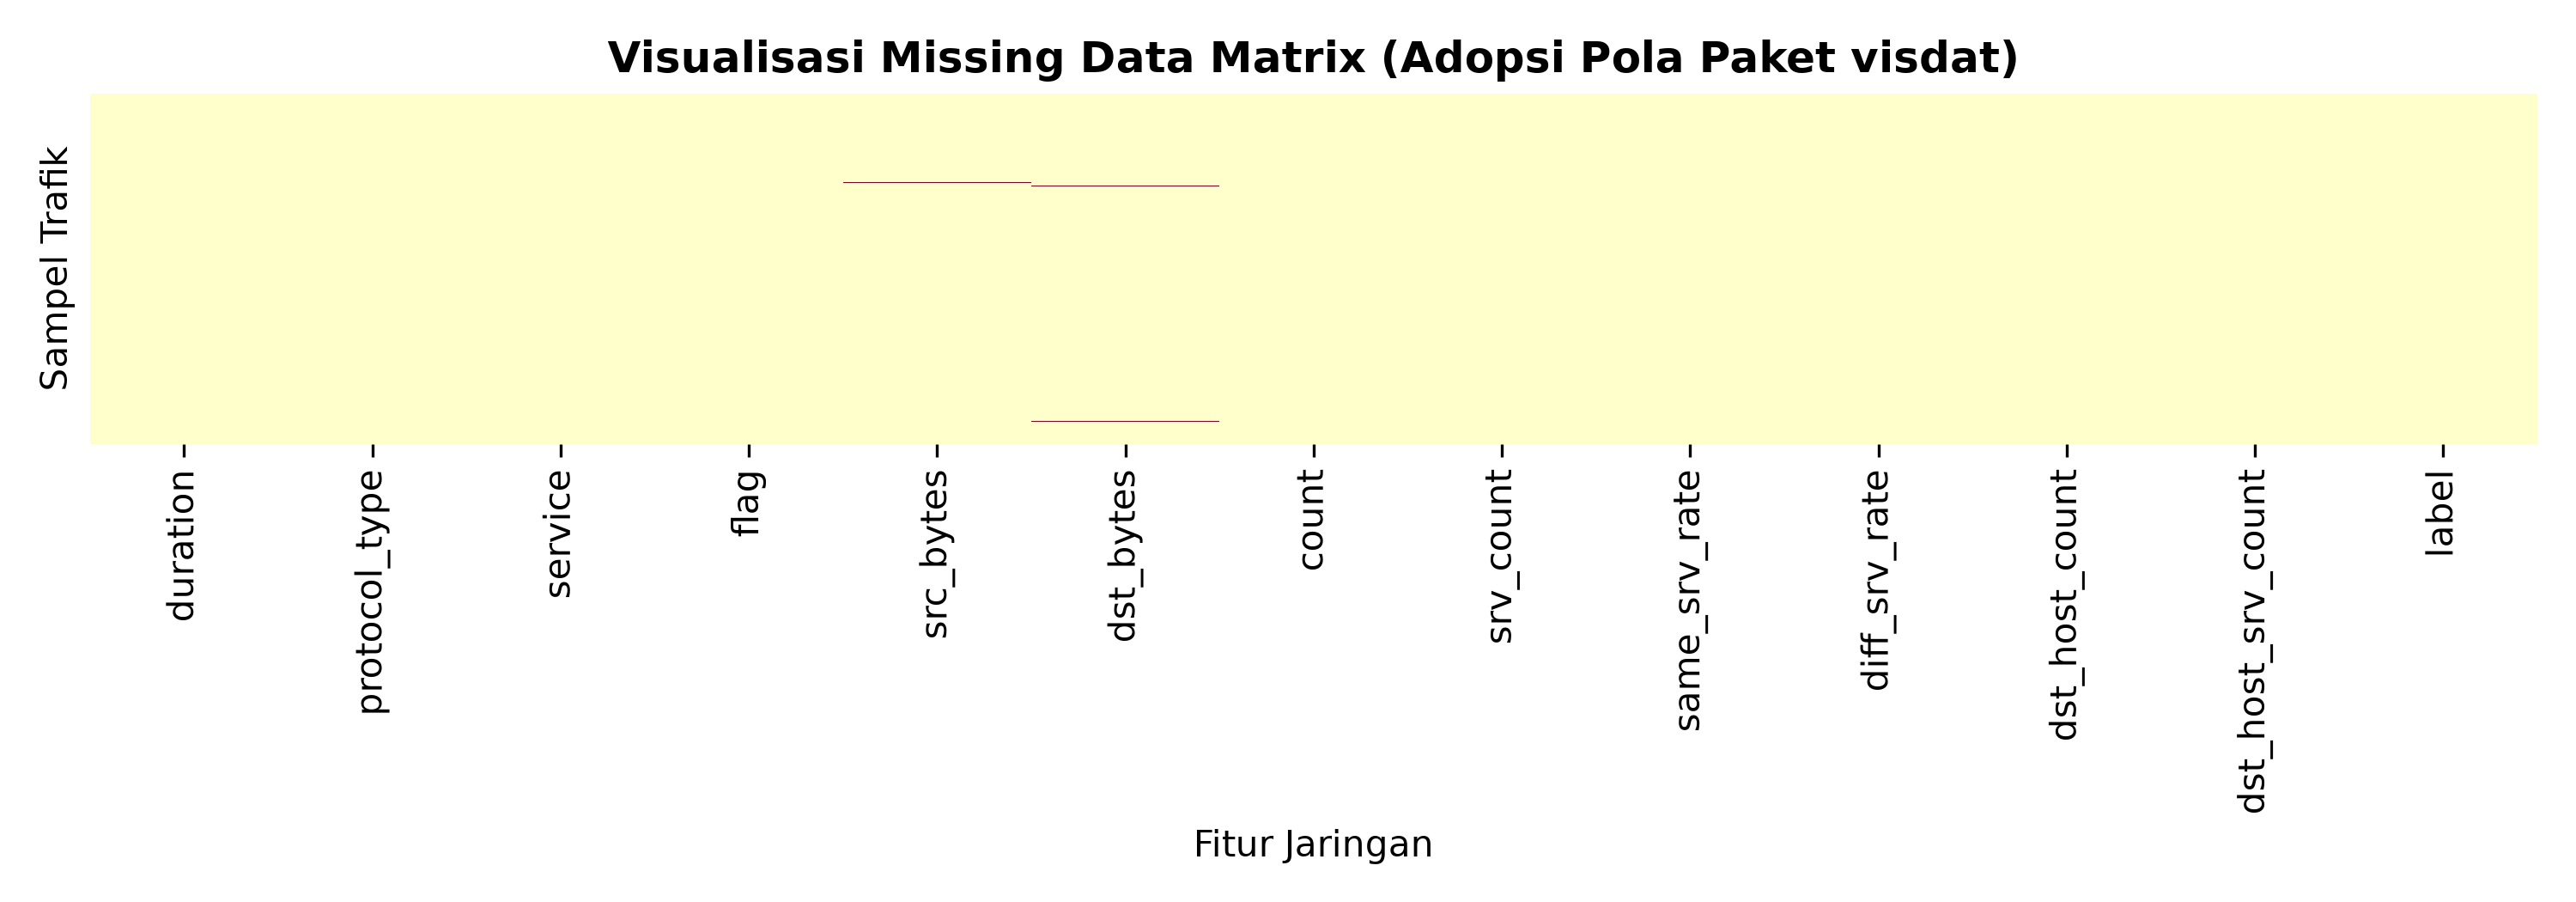 Visualisasi Missing Data Matrix (Adopsi Pola Paket visdat)
Sampel Trafik
duration
protocol_type
service
flag
src_bytes
dst_bytes
count
srv_count
same_srv_rate
diff_srv_rate
dst_host_count
dst_host_srv_count
label
Fitur Jaringan